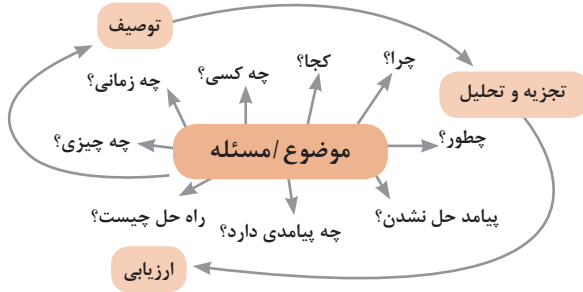 توصیف
کجا؟
چرا؟
چه کسی؟
چه زمانی؟
تجزیه و تحلیل
چطور؟
موضوع/مسئله
چه چیزی؟
پیامد حل نشدن؟
راه حل چیست؟
چه پیامدی دارد؟
ارزیابی